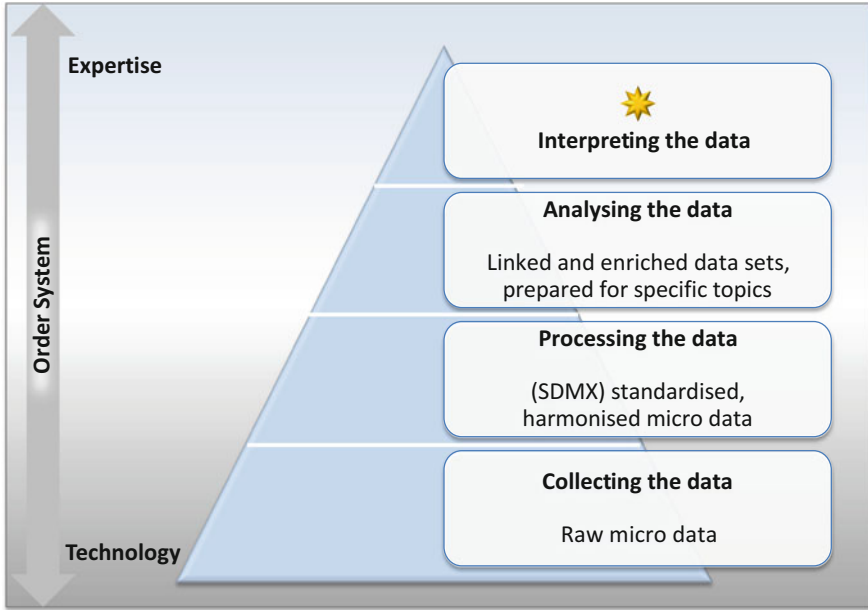 Expertise
Interpreting the data
Analysing the data
Linked and enriched data sets,
prepared for specific topics
Order System
Processing the data
(SDMX) standardised,
harmonised micro data
Collecting the data
Raw micro data
Technology